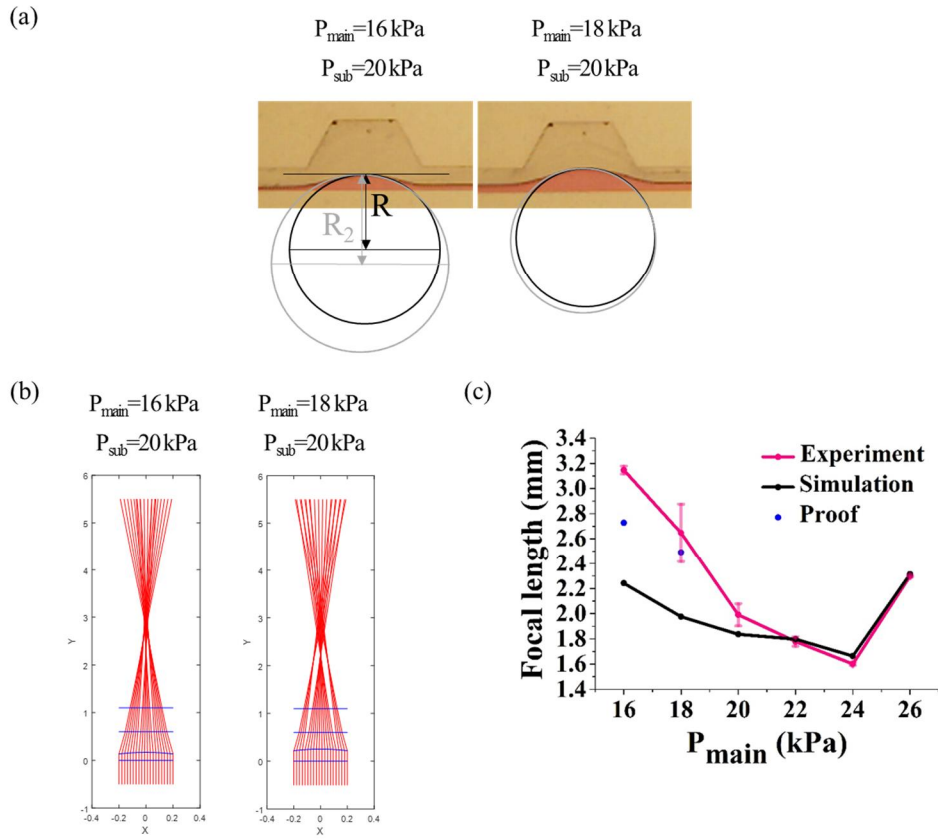 (a)
P_main=16 kPa
P_sub=20 kPa
P_main=18 kPa
P_sub=20 kPa
R
R_2
(b)
P_main=16 kPa
P_sub=20 kPa
P_main=18 kPa
P_sub=20 kPa
6
5
4
3
2
1
0
-1
Y
-0.4 -0.2 0 0.2 0.4
X
6
5
4
3
2
1
0
-1
Y
-0.4 -0.2 0 0.2 0.4
X
(c)
Focal length (mm)
3.4
3.2
3.0
2.8
2.6
2.4
2.2
2.0
1.8
1.6
1.4
Experiment
Simulation
Proof
16 18 20 22 24 26
P_main (kPa)